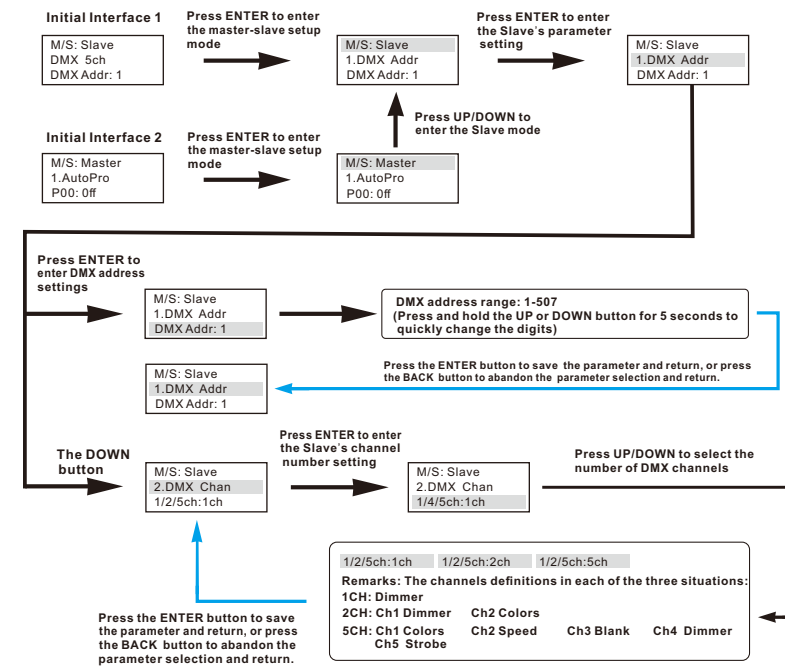 Initial Interface 1
M/S: Slave
DMX 5ch
DMX Addr: 1
Press ENTER to enter
the master-slave setup
mode
M/S: Slave
1.DMX Addr
DMX Addr: 1
Press ENTER to enter
the Slave's parameter
setting
M/S: Slave
1.DMX Addr
DMX Addr: 1
Press UP/DOWN to
enter the Slave mode
Initial Interface 2
M/S: Master
1.AutoPro
P00: 0ff
Press ENTER to enter
the master-slave setup
mode
M/S: Master
1.AutoPro
P00: 0ff
Press ENTER to
enter DMX address
settings
M/S: Slave
1.DMX Addr
DMX Addr: 1
DMX address range: 1-507
(Press and hold the UP or DOWN button for 5 seconds to
quickly change the digits)
Press the ENTER button to save the parameter and return, or press
the BACK button to abandon the parameter selection and return.
M/S: Slave
1.DMX Addr
DMX Addr: 1
The DOWN
button
M/S: Slave
2.DMX Chan
1/2/5ch:1ch
Press ENTER to enter
the Slave's channel
number setting
M/S: Slave
2.DMX Chan
1/4/5ch:1ch
Press UP/DOWN to select the
number of DMX channels
1/2/5ch:1ch 1/2/5ch:2ch 1/2/5ch:5ch
Remarks: The channels definitions in each of the three situations:
1CH: Dimmer
2CH: Ch1 Dimmer Ch2 Colors
5CH: Ch1 Colors Ch2 Speed Ch3 Blank Ch4 Dimmer
Ch5 Strobe
Press the ENTER button to save
the parameter and return, or press
the BACK button to abandon the
parameter selection and return.